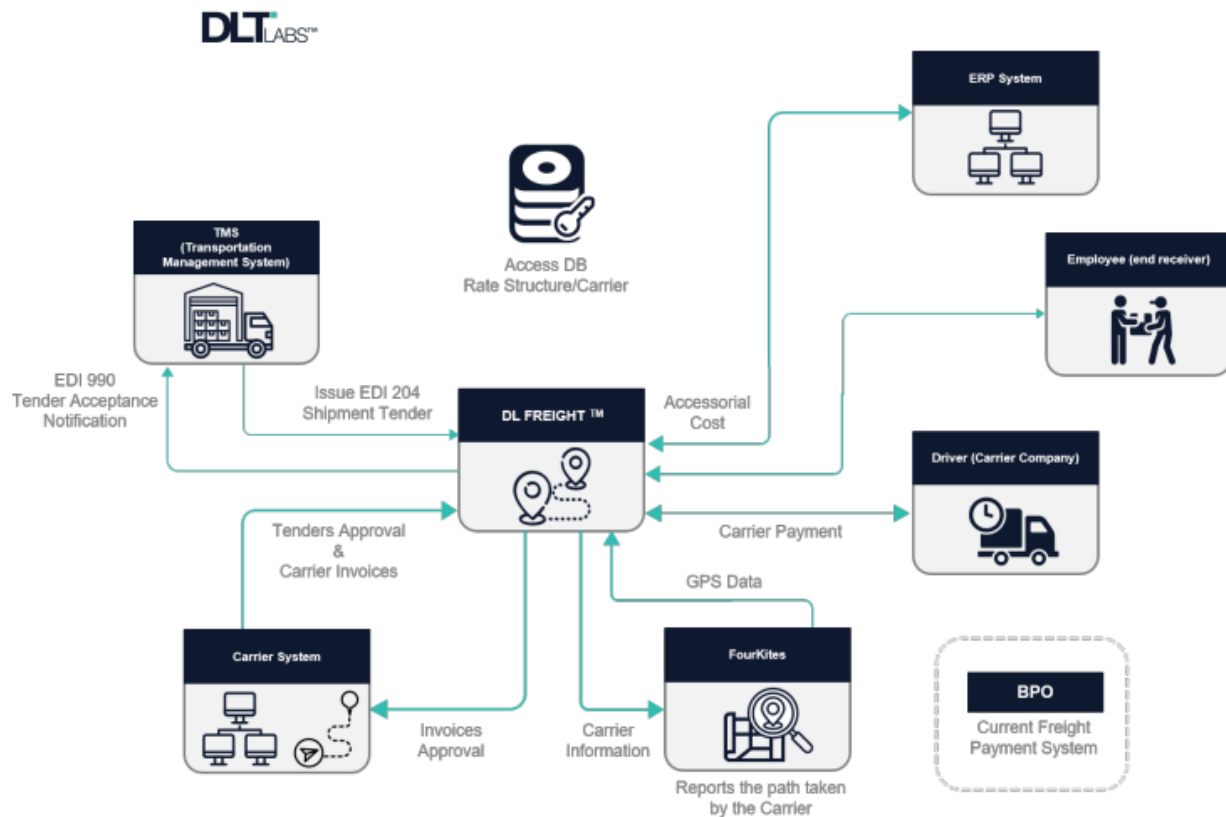 DLT LABS™
ERP System
Access DB
Rate Structure/Carrier
TMS
(Transportation
Management System)
Employee (end receiver)
EDI 990
Tender Acceptance
Notification
Issue EDI 204
Shipment Tender
DL FREIGHT ™
Accessorial
Cost
Driver (Carrier Company)
Tenders Approval
&
Carrier Invoices
Carrier Payment
GPS Data
Carrier System
FourKites
BPO
Current Freight
Payment System
Invoices
Approval
Carrier
Information
Reports the path taken
by the Carrier